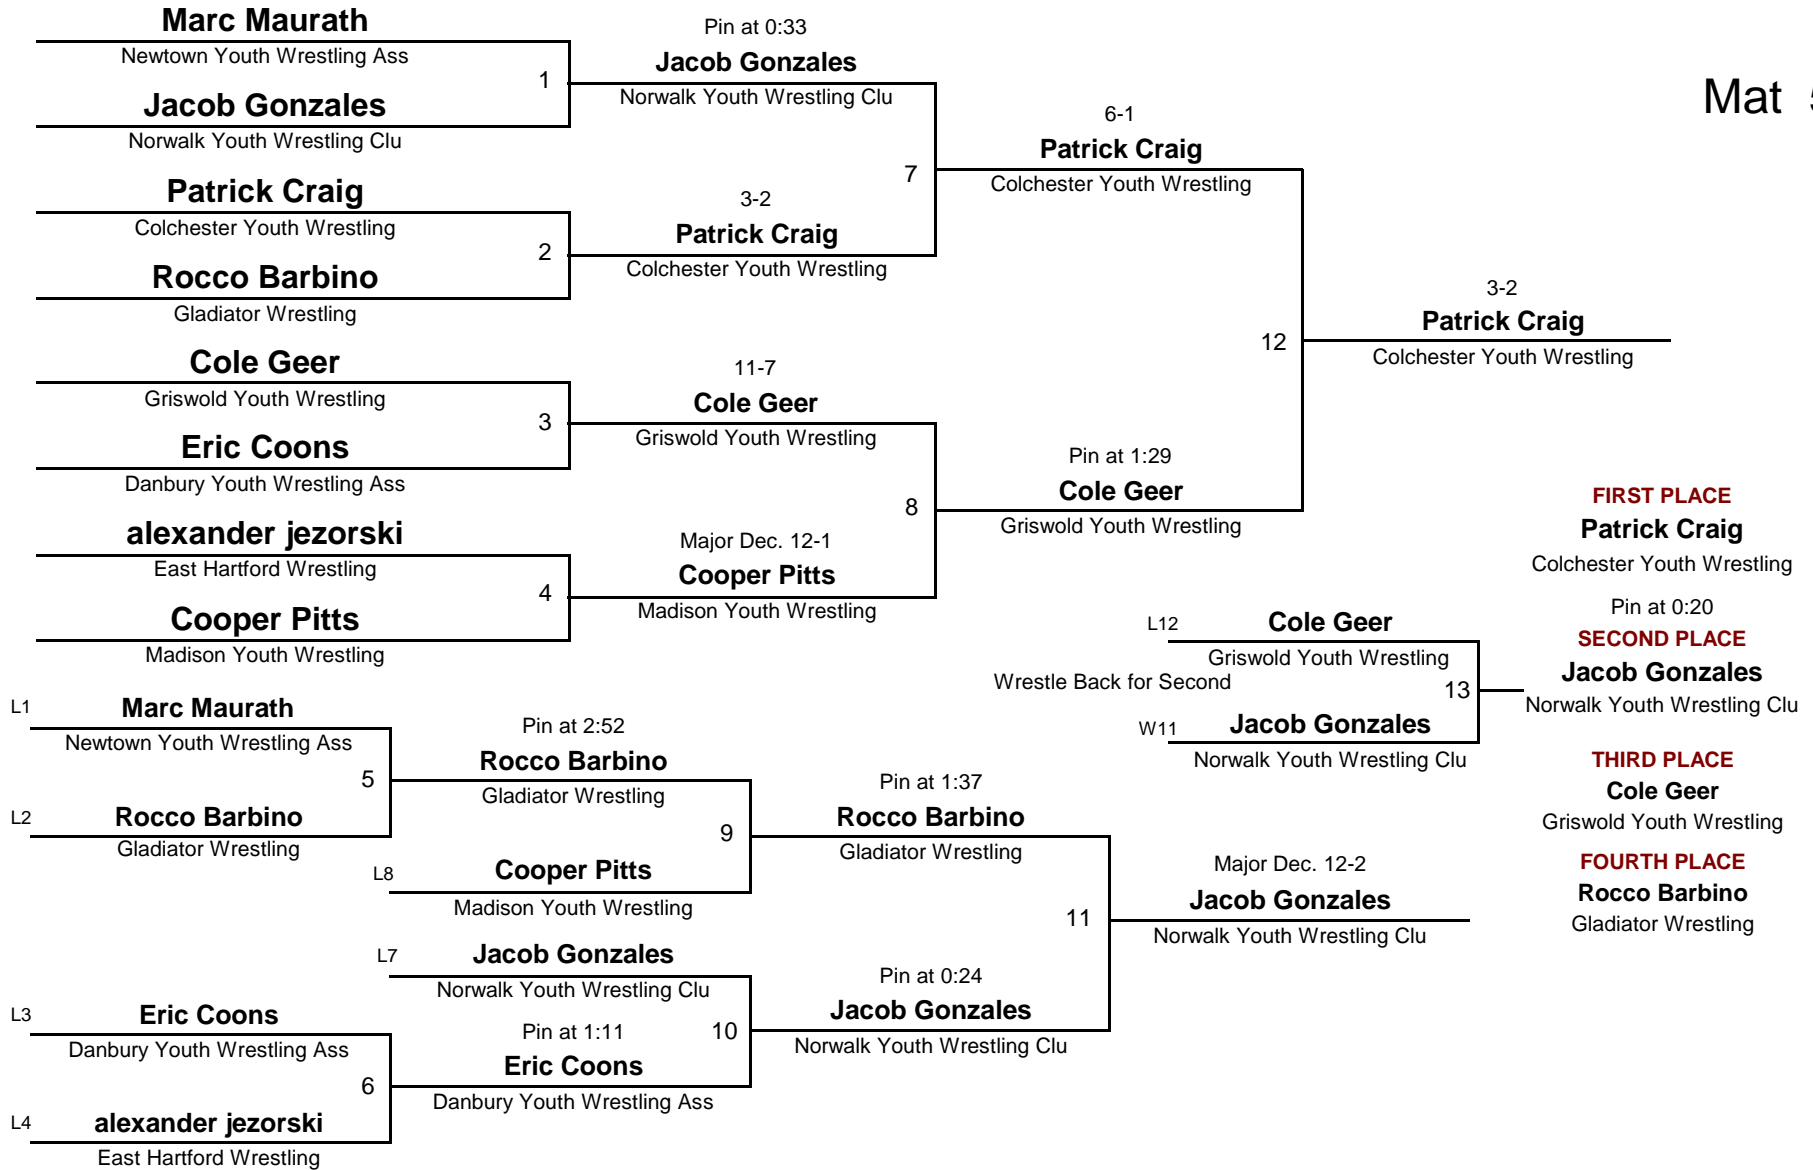 Marc Maurath
Newtown Youth Wrestling Ass
1
Jacob Gonzales
Norwalk Youth Wrestling Clu
Pin at 0:33
Jacob Gonzales
Norwalk Youth Wrestling Clu
Mat 5
Patrick Craig
Colchester Youth Wrestling
2
Rocco Barbino
Gladiator Wrestling
3-2
Patrick Craig
Colchester Youth Wrestling
7
6-1
Patrick Craig
Colchester Youth Wrestling
Cole Geer
Griswold Youth Wrestling
3
Eric Coons
Danbury Youth Wrestling Ass
11-7
Cole Geer
Griswold Youth Wrestling
alexander jezorski
East Hartford Wrestling
4
Cooper Pitts
Madison Youth Wrestling
Major Dec. 12-1
Cooper Pitts
Madison Youth Wrestling
8
Pin at 1:29
Cole Geer
Griswold Youth Wrestling
12
3-2
Patrick Craig
Colchester Youth Wrestling
FIRST PLACE
Patrick Craig
Colchester Youth Wrestling
L12
Cole Geer
Griswold Youth Wrestling
Wrestle Back for Second
13
W11
Jacob Gonzales
Norwalk Youth Wrestling Clu
Pin at 0:20
SECOND PLACE
Jacob Gonzales
Norwalk Youth Wrestling Clu
THIRD PLACE
Cole Geer
Griswold Youth Wrestling
FOURTH PLACE
Rocco Barbino
Gladiator Wrestling
L1
Marc Maurath
Newtown Youth Wrestling Ass
5
L2
Rocco Barbino
Gladiator Wrestling
Pin at 2:52
Rocco Barbino
Gladiator Wrestling
9
L8
Cooper Pitts
Madison Youth Wrestling
Pin at 1:37
Rocco Barbino
Gladiator Wrestling
L7
Jacob Gonzales
Norwalk Youth Wrestling Clu
10
L3
Eric Coons
Danbury Youth Wrestling Ass
6
L4
alexander jezorski
East Hartford Wrestling
Pin at 1:11
Eric Coons
Danbury Youth Wrestling Ass
Pin at 0:24
Jacob Gonzales
Norwalk Youth Wrestling Clu
11
Major Dec. 12-2
Jacob Gonzales
Norwalk Youth Wrestling Clu